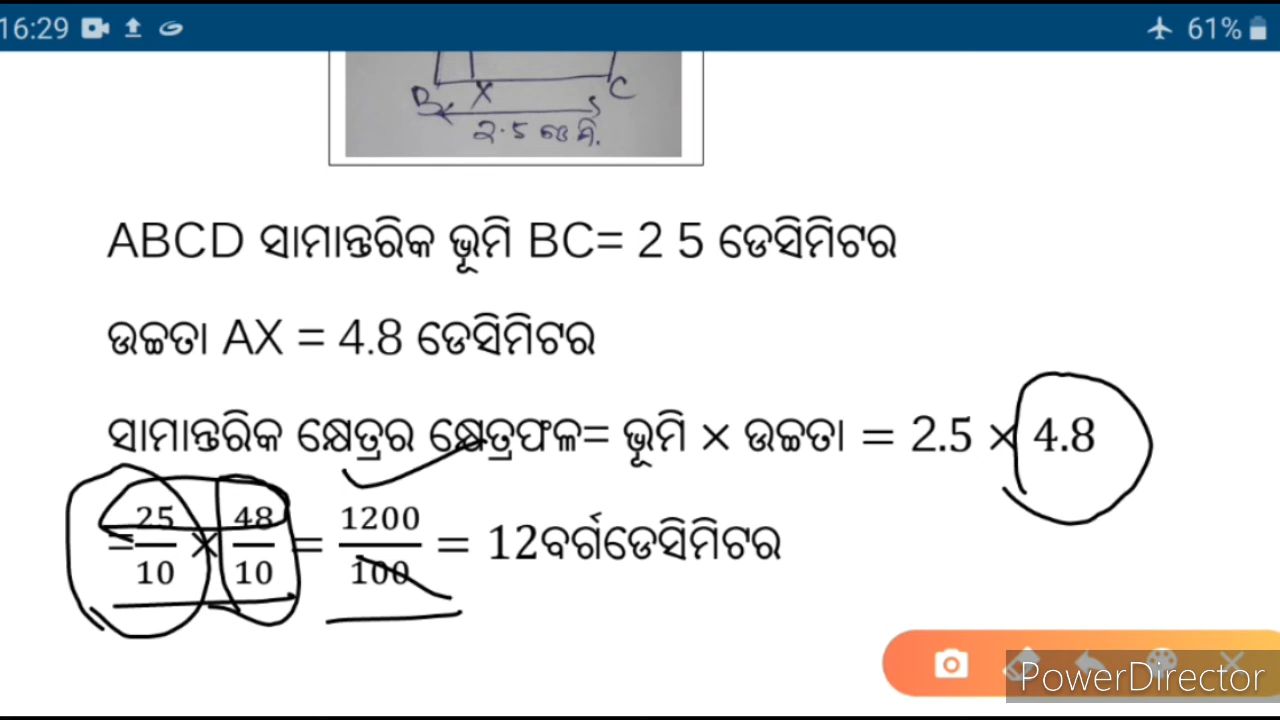 16:29 61%
B X C
୨.୫ ଡେ ମି.
ABCD ସାମାନ୍ତରିକ ଭୂମି BC= 2 5 ଡେସିମିଟର
ଉଚ୍ଚତା AX = 4.8 ଡେସିମିଟର
ସାମାନ୍ତରିକ କ୍ଷେତ୍ରର କ୍ଷେତ୍ରଫଳ= ଭୂମି × ଉଚ୍ଚତା = 2.5 × 4.8
= 25/10 × 48/10 = 1200/100 = 12ବର୍ଗଡେସିମିଟର
PowerDirector